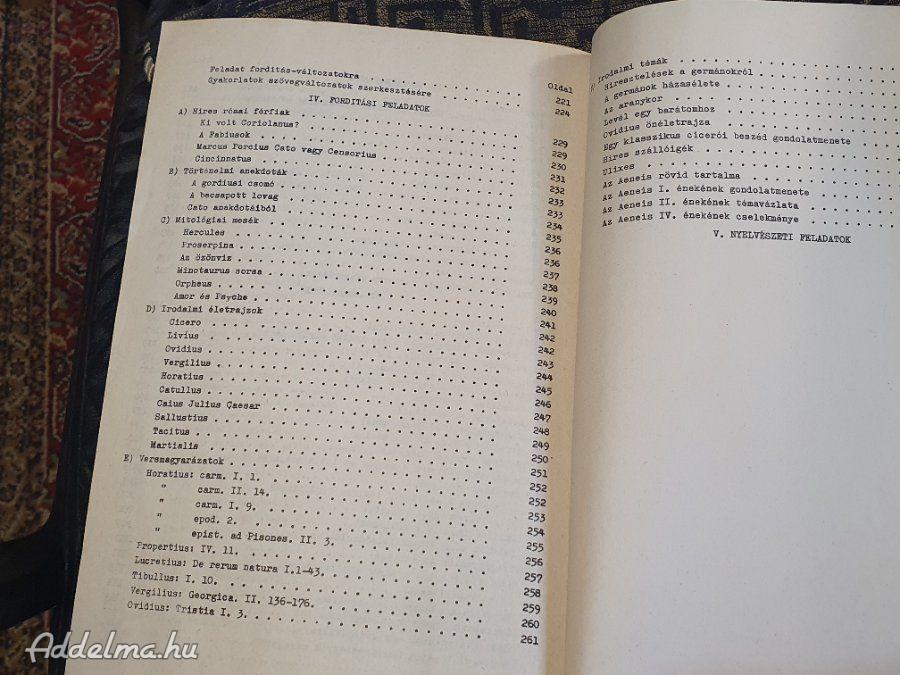 Oldal
Feladat fordítás-változatokra 221
Gyakorlatok szövegváltozatok szerkesztésére 224
IV. FORDITÁSI FELADATOK
A) Hires római férfiak 229
Ki volt Coriolanus? 229
A Fabiusok 230
Marcus Porcius Cato vagy Censorius 231
Cincinnatus 232
B) Történelmi anekdoták 233
A gordiusi csomó 233
A becsapott lovag 234
Cato anekdotáiból 235
C) Mitológiai mesék 236
Hercules 236
Proserpina 237
Az özönviz 238
Minotaurus sorsa 239
Orpheus 240
Amor és Psyche 241
D) Irodalmi életrajzok 242
Cicero 242
Livius 243
Ovidius 244
Vergilius 245
Horatius 246
Catullus 247
Caius Julius Caesar 248
Sallustius 249
Tacitus 250
Martialis 251
E) Versmagyarázatok 252
Horatius: carm. I. 1. 252
" carm. II. 14. 253
" carm. I. 9. 254
" epod. 2. 255
" epist. ad Pisones. II. 3. 256
Propertius: IV. 11. 257
Lucretius: De rerum natura I.1-43. 258
Tibullus: I. 10. 259
Vergilius: Georgica. II. 136-176. 260
Ovidius: Tristia I. 3. 261
Irodalmi témák
Híresztelések a germánokról
A germánok házasélete
Az aranykor
Levél egy barátomhoz
Ovidius önéletrajza
Egy klasszikus cicerói beszéd gondolatmenete
Hires szállóigék
Ulixes
Az Aeneis rövid tartalma
Az Aeneis I. énekének gondolatmenete
Az Aeneis II. énekének témavázlata
Az Aeneis IV. énekének cselekménye
V. NYELVÉSZETI FELADATOK
Addelma.hu